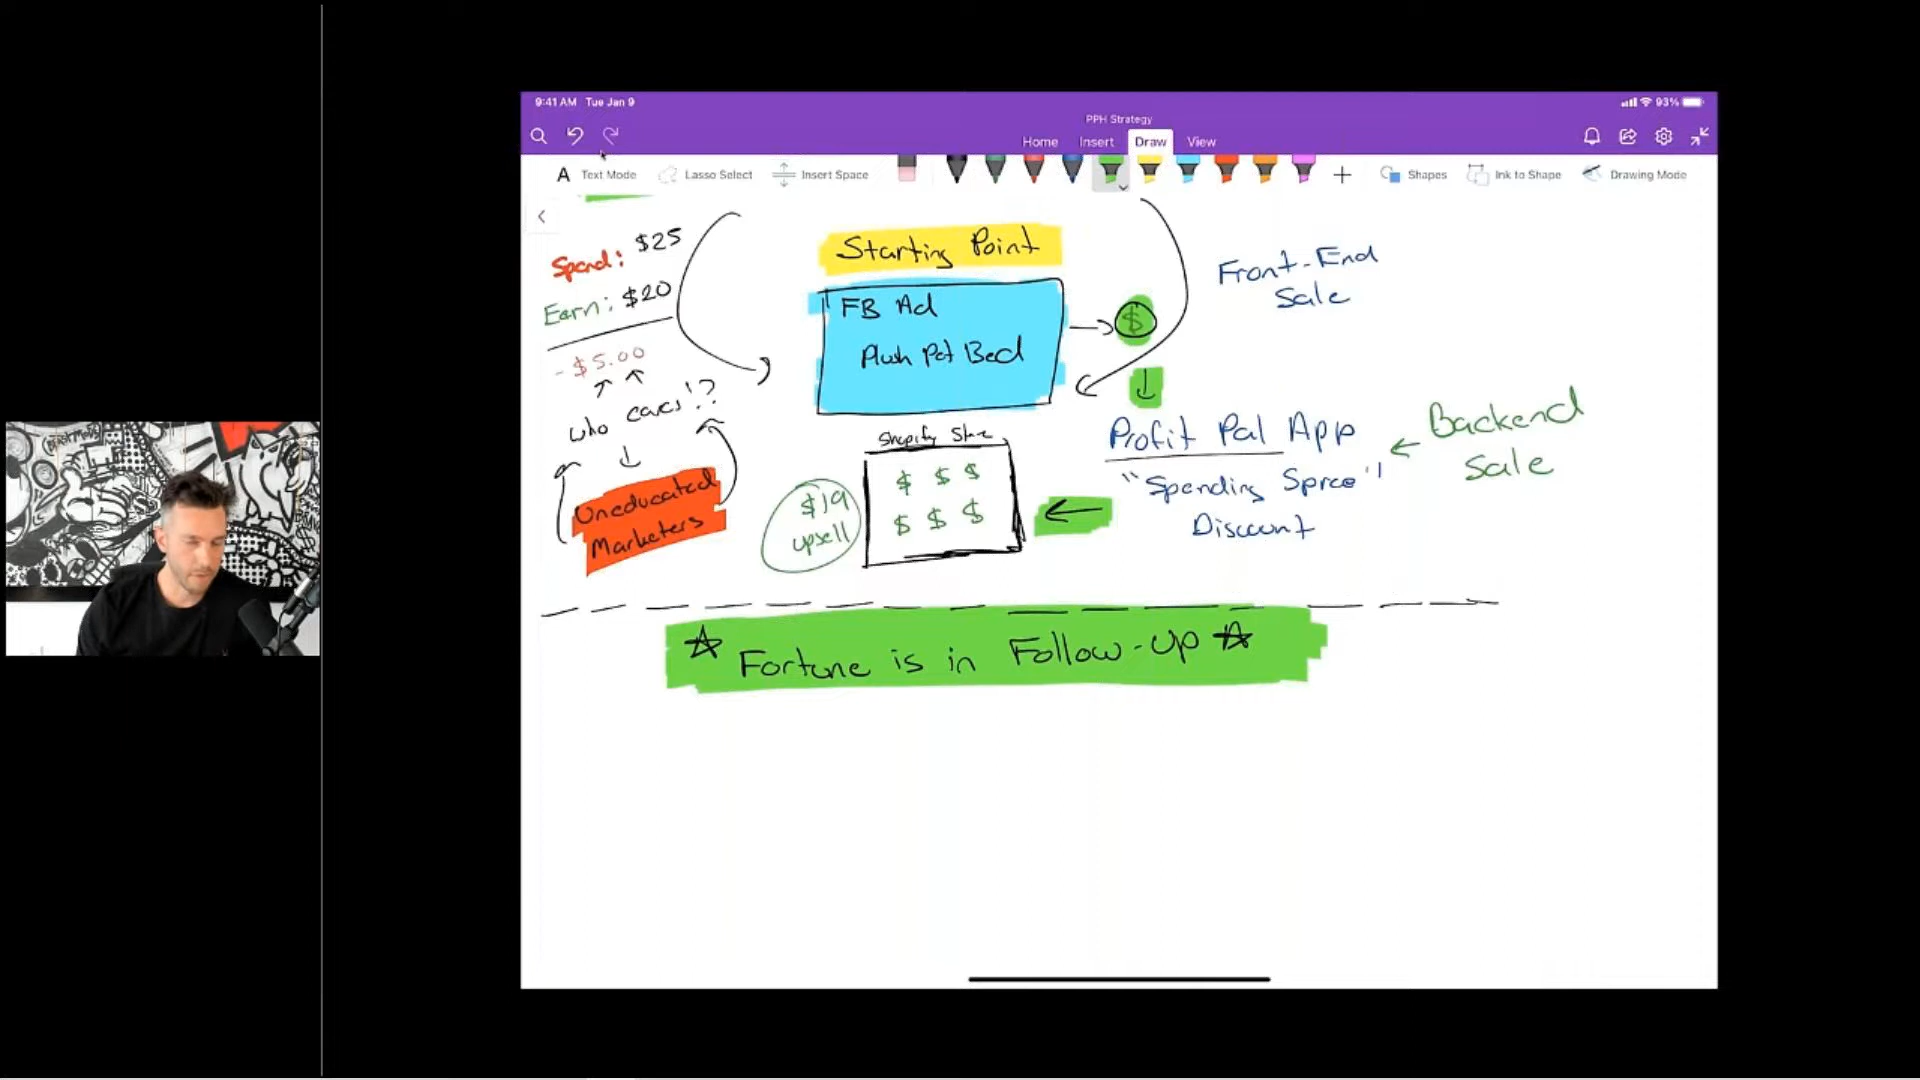 9:41 AM Tue Jan 9
93%
PPH Strategy
Home Insert Draw View
A Text Mode Lasso Select Insert Space Shapes Ink to Shape Drawing Mode
Spend: $25
Earn: $20
- $5.00
who cares!?
Uneducated
Marketers
Starting Point
FB Ad
Plush Pet Bed
$
Front-End
Sale
Shopify Store
$ $ $
$ $ $
$19
upsell
Profit Pal App
"Spending Spree"
Discount
Backend
Sale
Fortune is in Follow-Up